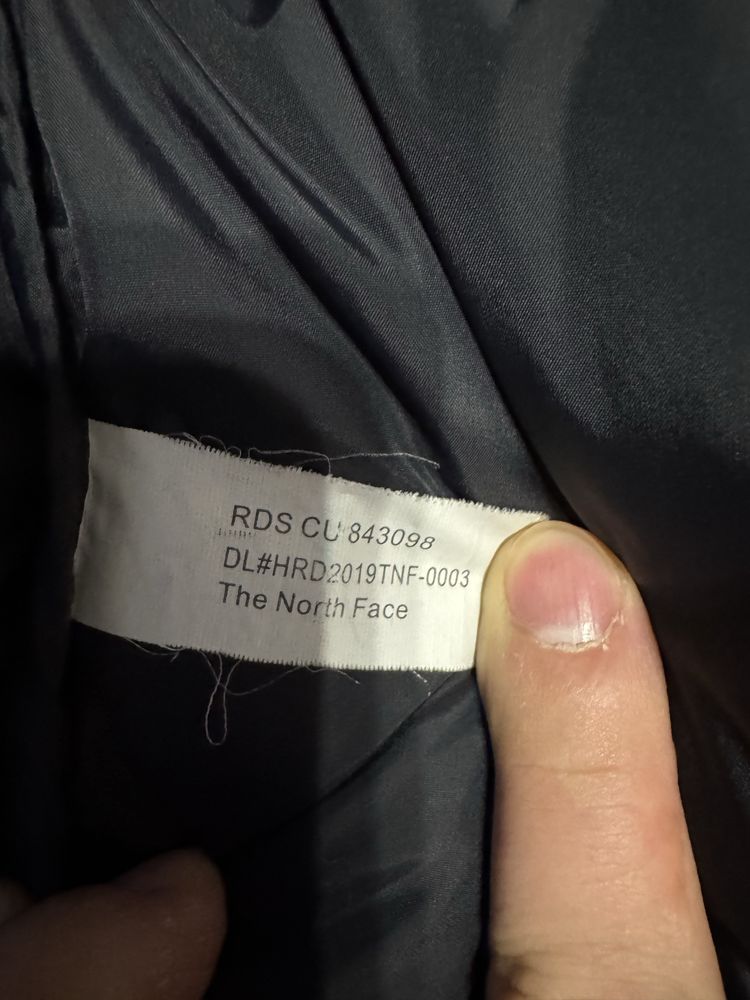 RDS CU 843098
DL#HRD2019TNF-0003
The North Face